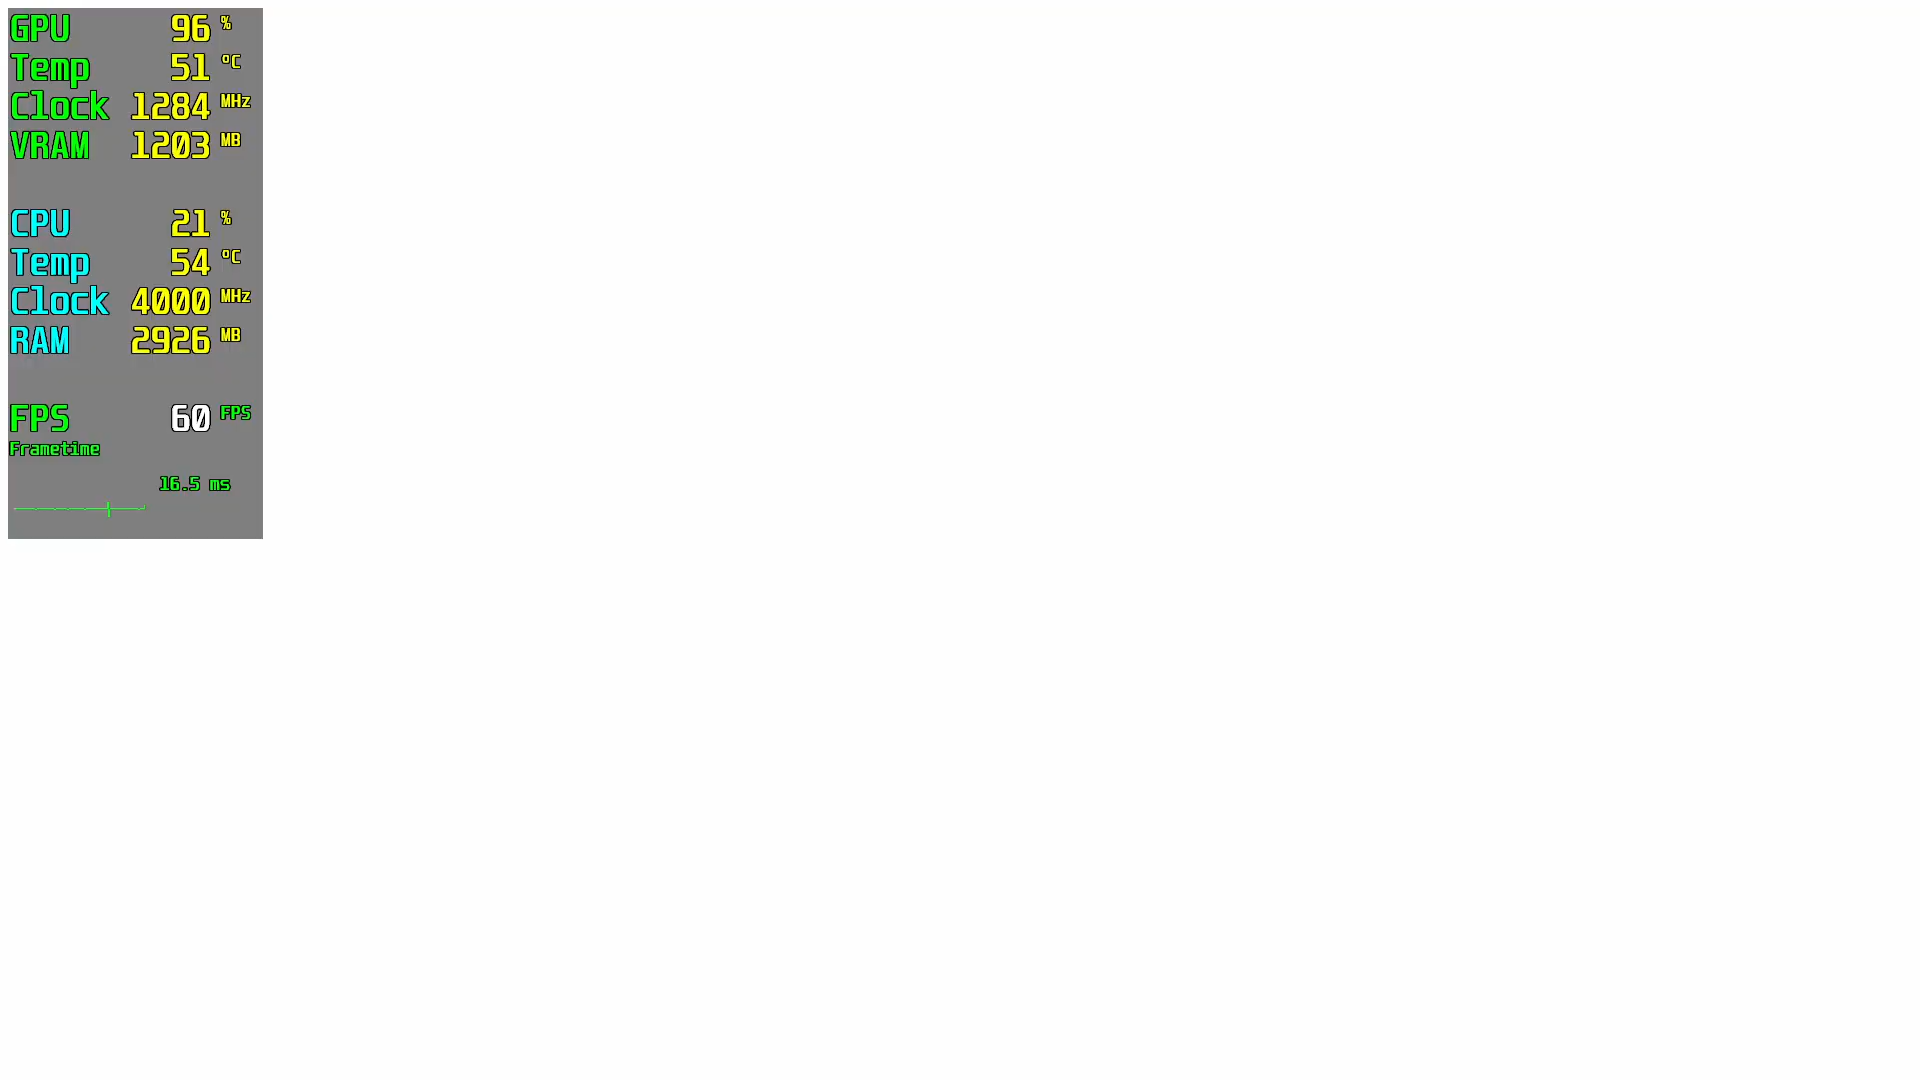 GPU 96 %
Temp 51 °C
Clock 1284 MHz
VRAM 1203 MB
CPU 21 %
Temp 54 °C
Clock 4000 MHz
RAM 2926 MB
FPS 60 FPS
Frametime
16.5 ms